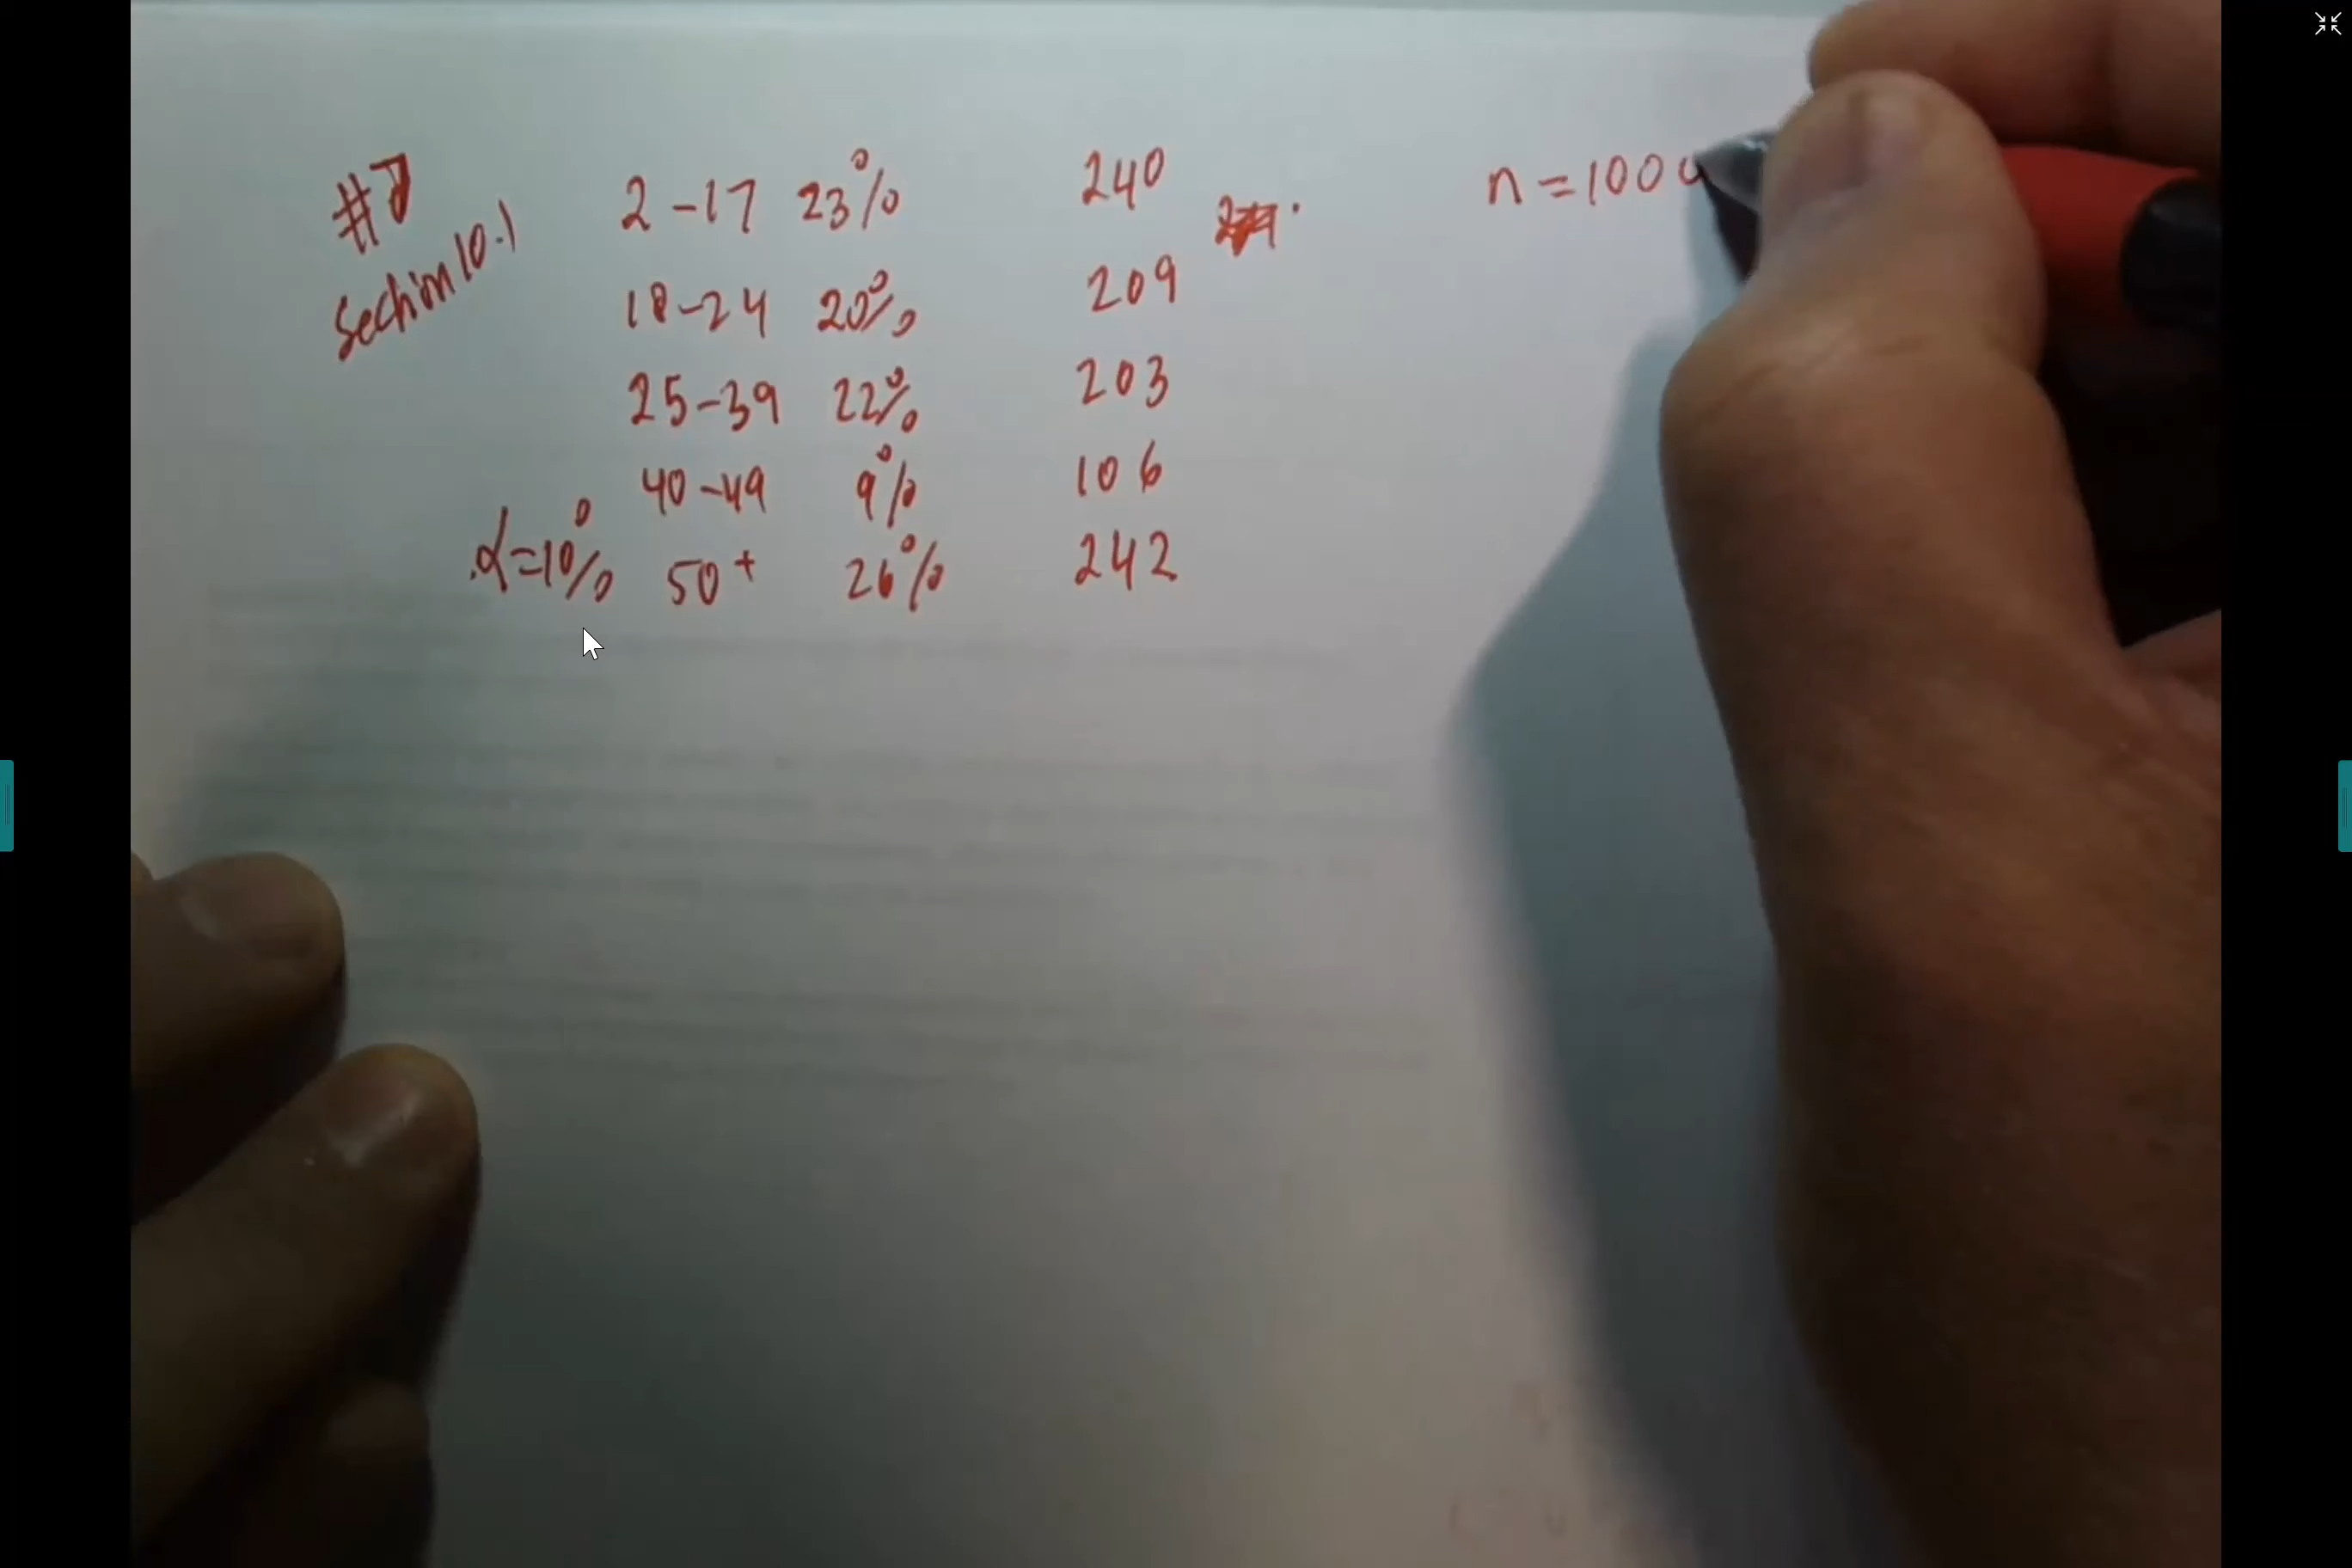 2-17 23% 240 n=1000
Section 10.1
18-24 20% 209
25-39 22% 203
40-49 9% 106
α=10% 50+ 26% 242